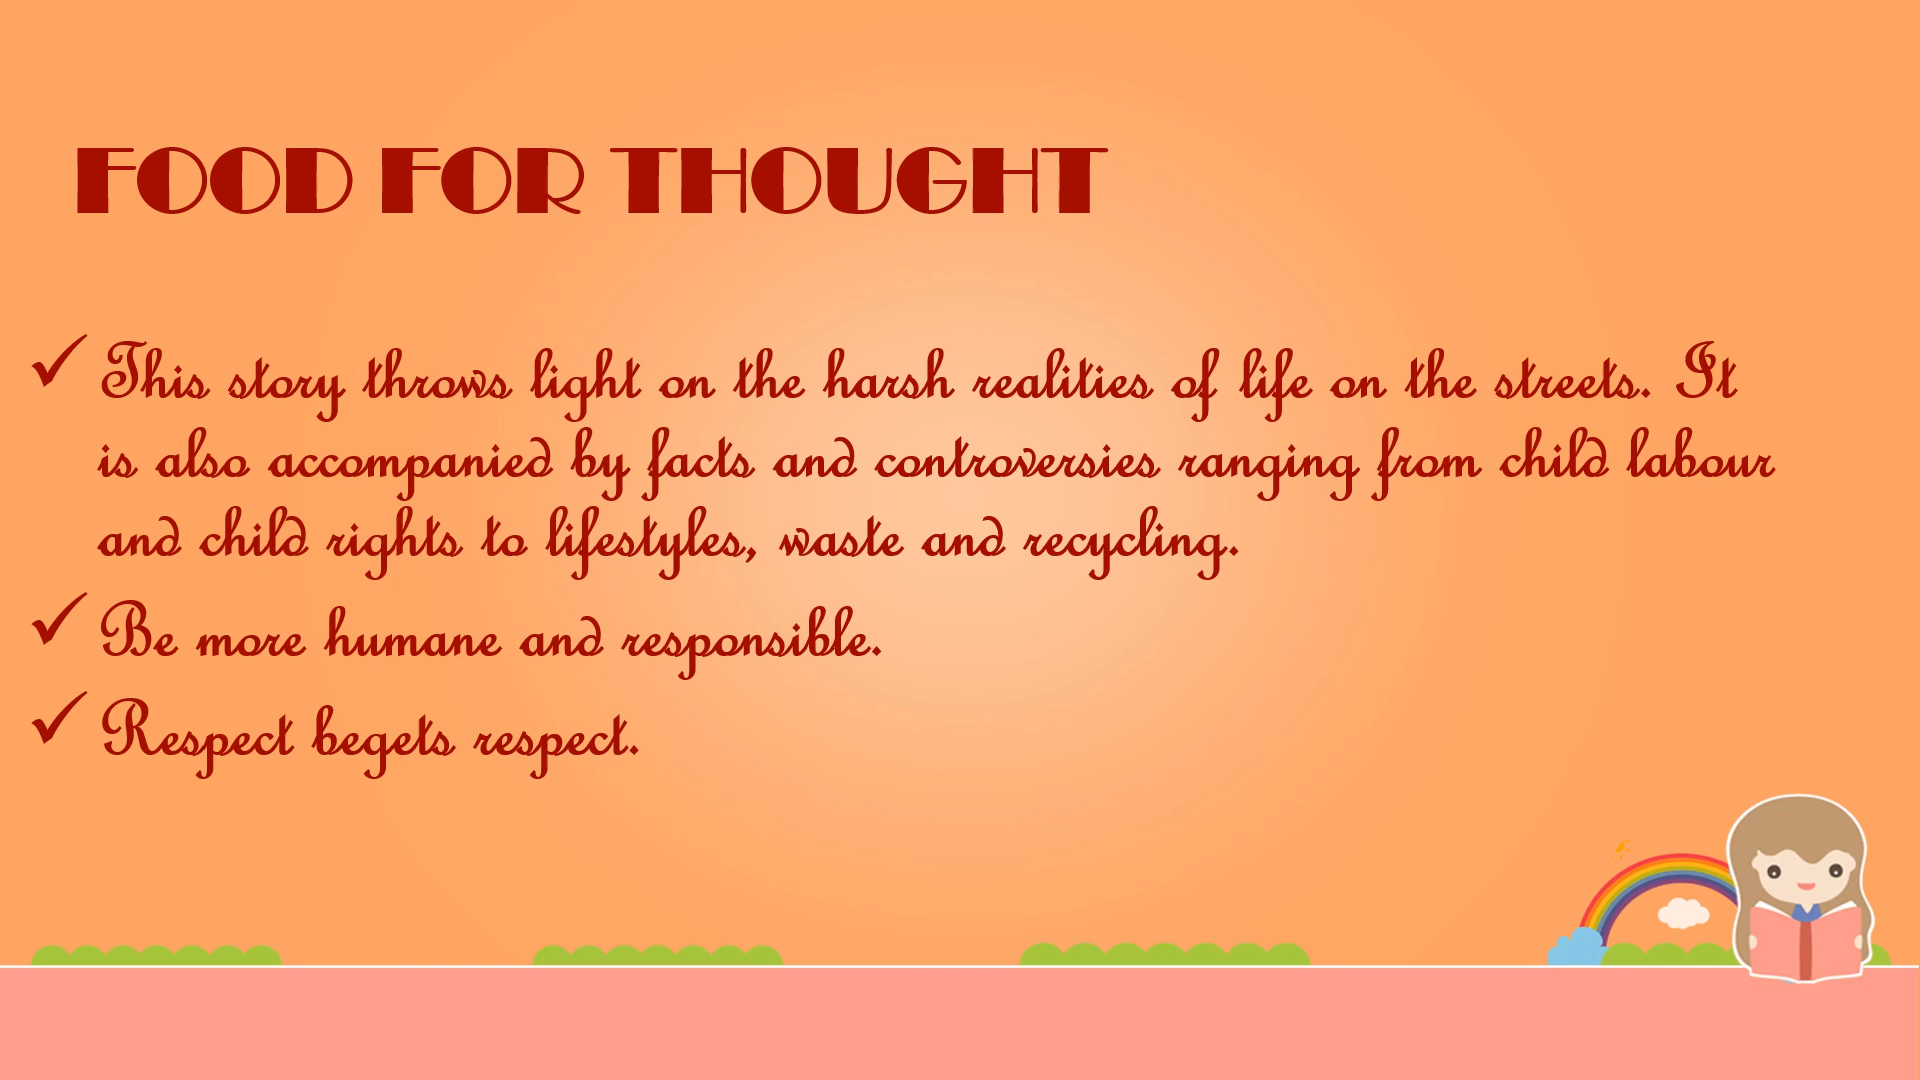 FOOD FOR THOUGHT
✓ This story throws light on the harsh realities of life on the streets. It
is also accompanied by facts and controversies ranging from child labour
and child rights to lifestyles, waste and recycling.
✓ Be more humane and responsible.
✓ Respect begets respect.